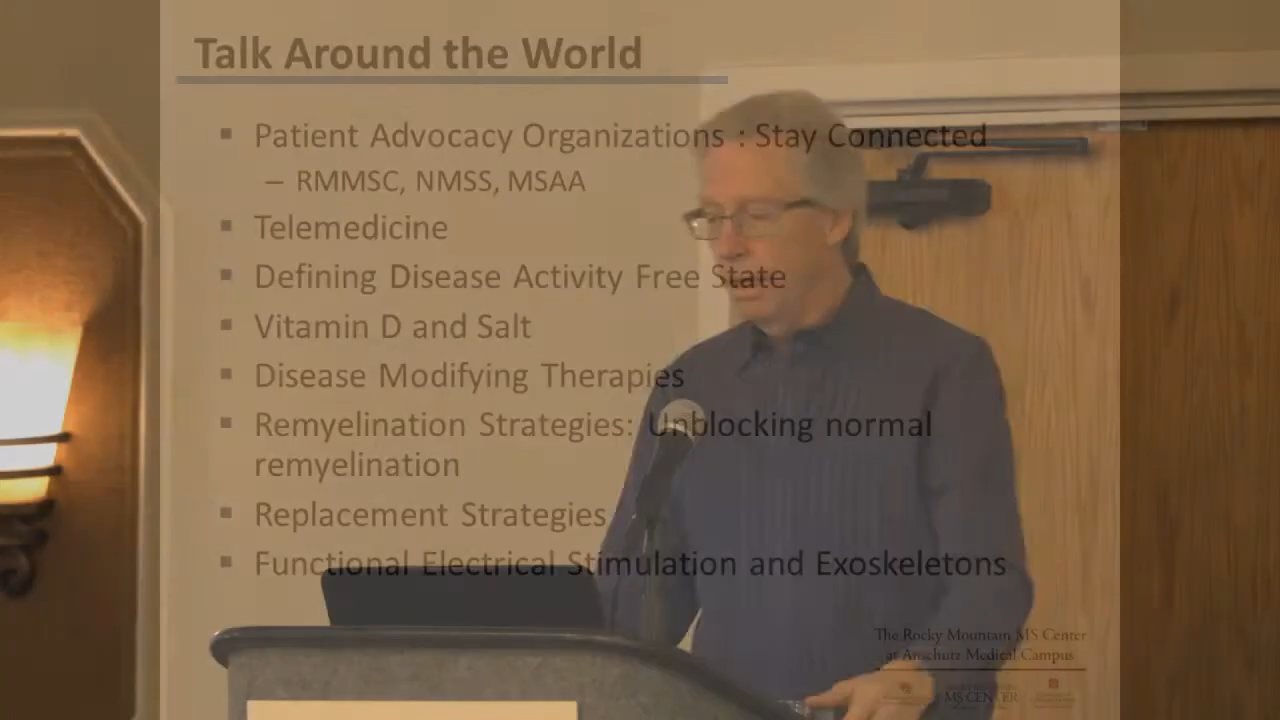 Talk Around the World
▪ Patient Advocacy Organizations : Stay Connected
– RMMSC, NMSS, MSAA
▪ Telemedicine
▪ Defining Disease Activity Free State
▪ Vitamin D and Salt
▪ Disease Modifying Therapies
▪ Remyelination Strategies: Unblocking normal
remyelination
▪ Replacement Strategies
▪ Functional Electrical Stimulation and Exoskeletons
The Rocky Mountain MS Center
at Anschutz Medical Campus
MS CENTER